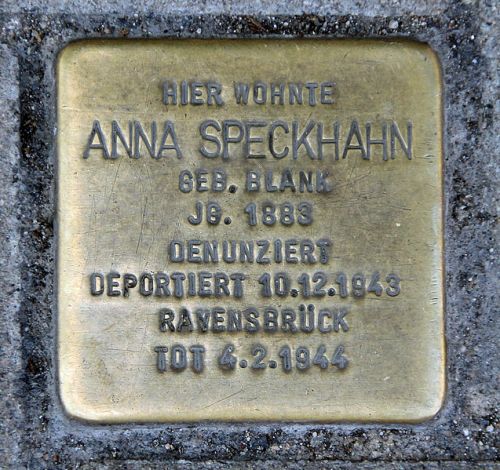 HIER WOHNTE
ANNA SPECKHAHN
GEB. BLANK
JG. 1883
DENUNZIERT
DEPORTIERT 10.12.1943
RAVENSBRÜCK
TOT 4.2.1944